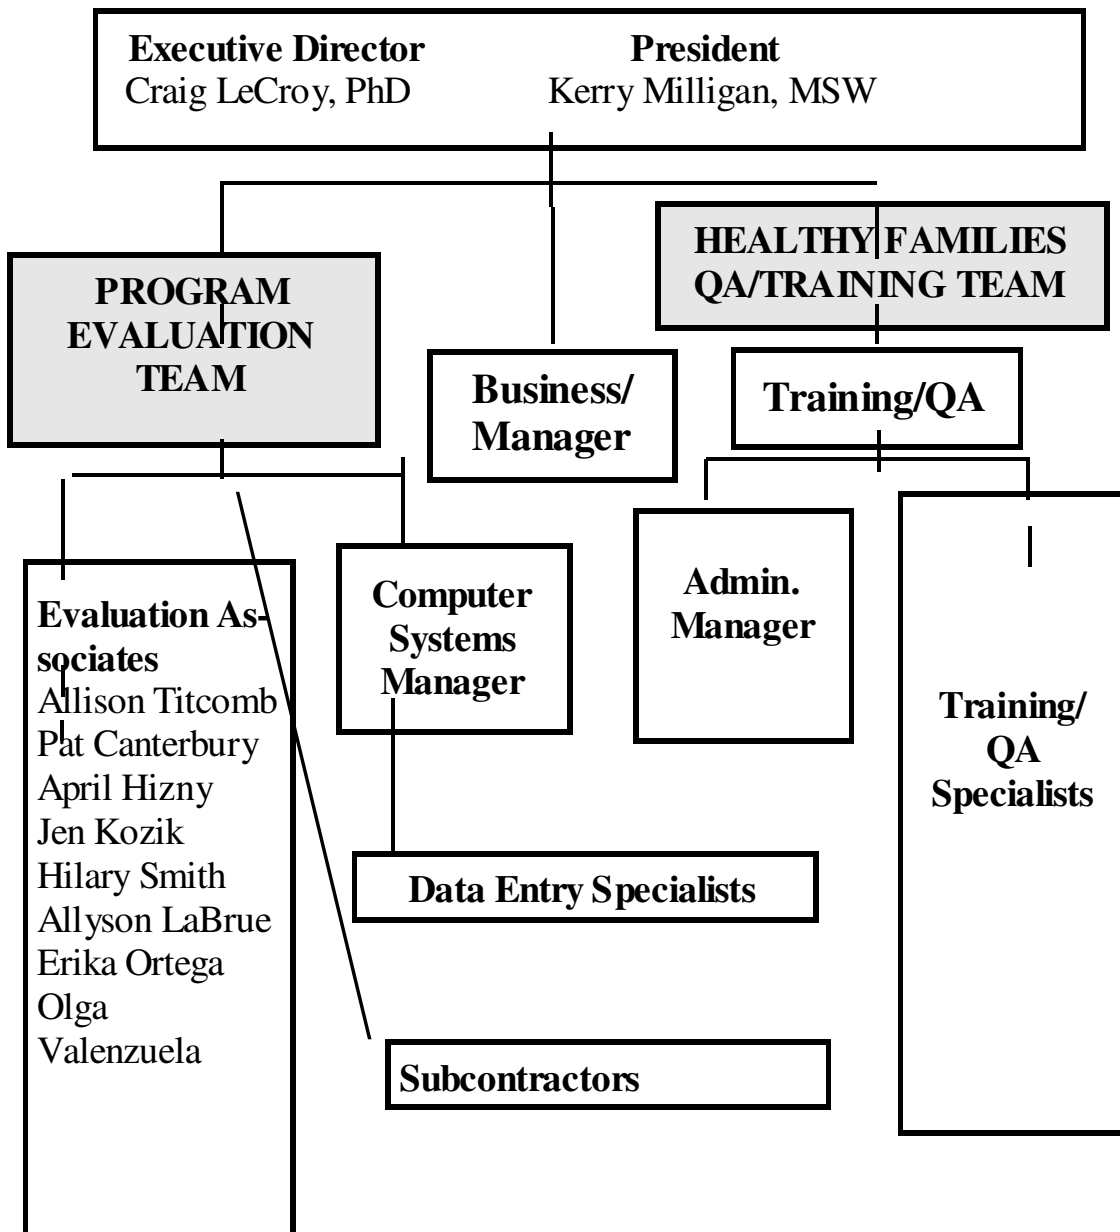 Executive Director President
Craig LeCroy, PhD Kerry Milligan, MSW
HEALTHY FAMILIES
QA/TRAINING TEAM
PROGRAM
EVALUATION
TEAM
Business/
Manager
Training/QA
Evaluation As-
sociates
Allison Titcomb
Pat Canterbury
April Hizny
Jen Kozik
Hilary Smith
Allyson LaBrue
Erika Ortega
Olga
Valenzuela
Computer
Systems
Manager
Admin.
Manager
Training/
QA
Specialists
Data Entry Specialists
Subcontractors